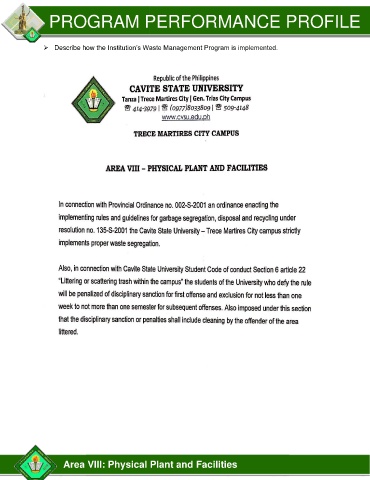 PROGRAM PERFORMANCE PROFILE
➢ Describe how the Institution's Waste Management Program is implemented.
Republic of the Philippines
CAVITE STATE UNIVERSITY
Tanza | Trece Martires City | Gen. Trias City Campus
☎ 414-3979 | ☎ (0977)8033809 | ☎ 509-4148
www.cvsu.edu.ph
TRECE MARTIRES CITY CAMPUS
AREA VIII – PHYSICAL PLANT AND FACILITIES
In connection with Provincial Ordinance no. 002-S-2001 an ordinance enacting the
implementing rules and guidelines for garbage segregation, disposal and recycling under
resolution no. 135-S-2001 the Cavite State University – Trece Martires City campus strictly
implements proper waste segregation.
Also, in connection with Cavite State University Student Code of conduct Section 6 article 22
"Littering or scattering trash within the campus" the students of the University who defy the rule
will be penalized of disciplinary sanction for first offense and exclusion for not less than one
week to not more than one semester for subsequent offenses. Also imposed under this section
that the disciplinary sanction or penalties shall include cleaning by the offender of the area
littered.
Area VIII: Physical Plant and Facilities